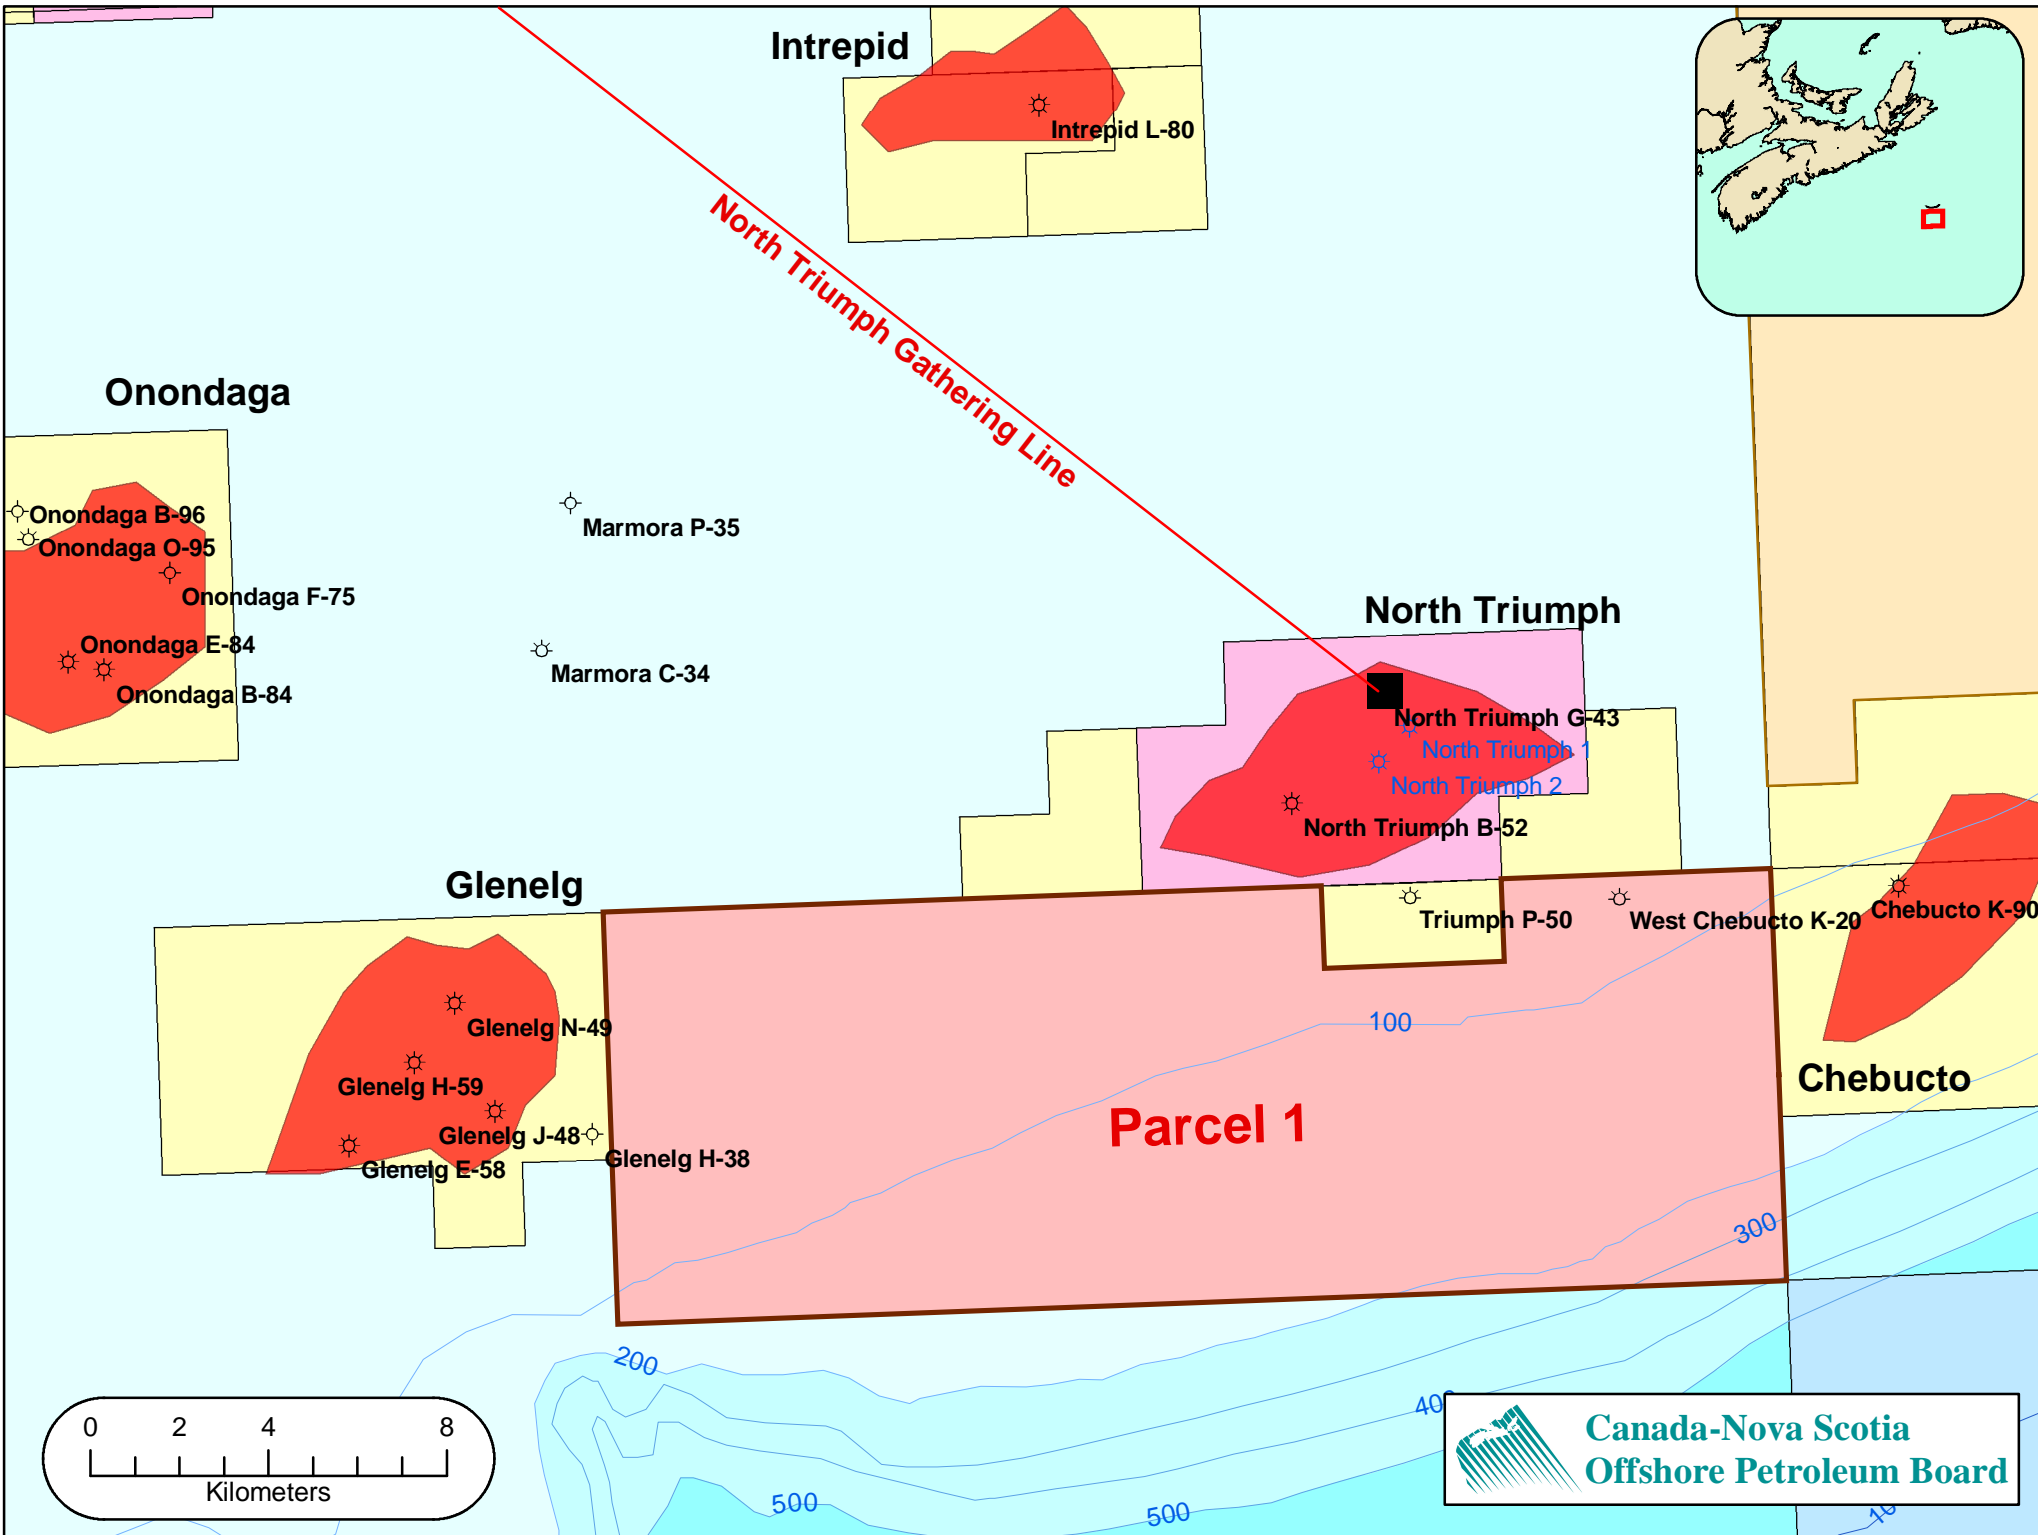 Intrepid
Intrepid L-80
North Triumph Gathering Line
Onondaga
Onondaga B-96
Onondaga O-95
Onondaga F-75
Onondaga E-84
Onondaga B-84
Marmora P-35
Marmora C-34
North Triumph
North Triumph G-43
North Triumph 1
North Triumph 2
North Triumph B-52
Glenelg
Triumph P-50
West Chebucto K-20
Chebucto K-90
Glenelg N-49
Glenelg H-59
Glenelg J-48
Glenelg E-58
Glenelg H-38
100
Chebucto
Parcel 1
300
200
400
500
500
0 2 4 8
Kilometers
Canada-Nova Scotia
Offshore Petroleum Board